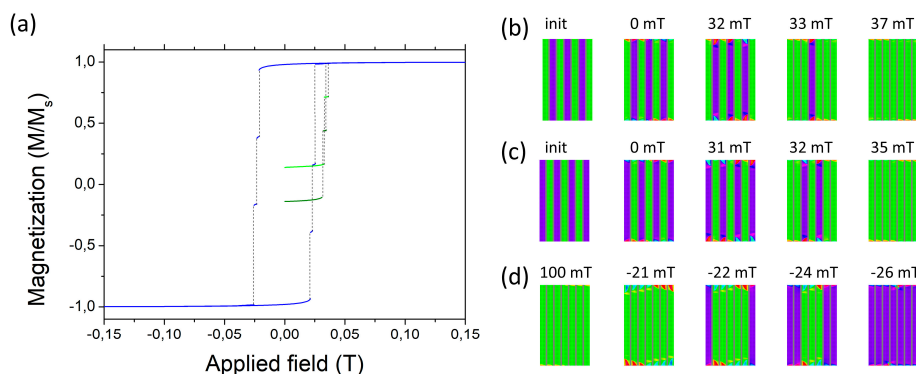 (a)
Magnetization (M/Ms)
1,0
0,5
0,0
-0,5
-1,0
-0,15 -0,10 -0,05 0,00 0,05 0,10 0,15
Applied field (T)
(b)
init 0 mT 32 mT 33 mT 37 mT
(c)
init 0 mT 31 mT 32 mT 35 mT
(d)
100 mT -21 mT -22 mT -24 mT -26 mT